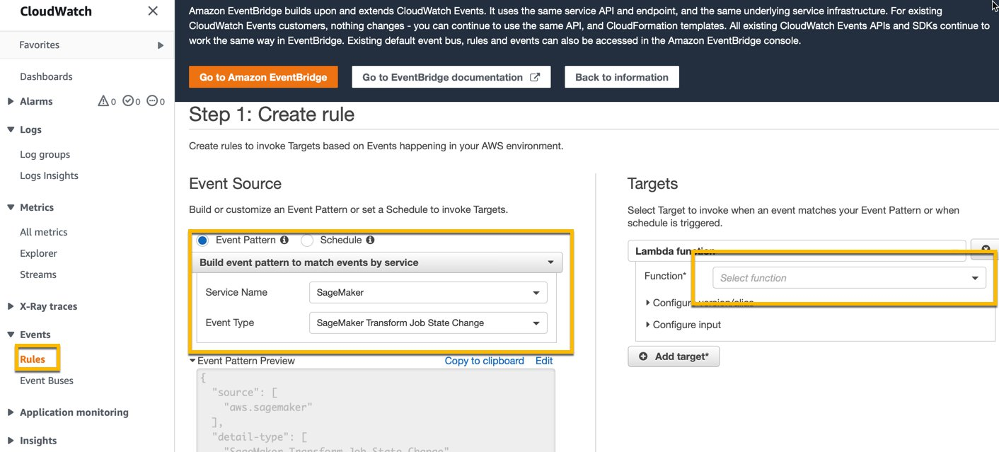 CloudWatch
Favorites
Dashboards
Alarms 0 0 0
Logs
Log groups
Logs Insights
Metrics
All metrics
Explorer
Streams
X-Ray traces
Events
Rules
Event Buses
Application monitoring
Insights
Amazon EventBridge builds upon and extends CloudWatch Events. It uses the same service API and endpoint, and the same underlying service infrastructure. For existing
CloudWatch Events customers, nothing changes - you can continue to use the same API, and CloudFormation templates. All existing CloudWatch Events APIs and SDKs continue to
work the same way in EventBridge. Existing default event bus, rules and events can also be accessed in the Amazon EventBridge console.
Go to Amazon EventBridge Go to EventBridge documentation Back to information
Step 1: Create rule
Create rules to invoke Targets based on Events happening in your AWS environment.
Event Source
Build or customize an Event Pattern or set a Schedule to invoke Targets.
Event Pattern Schedule
Build event pattern to match events by service
Service Name SageMaker
Event Type SageMaker Transform Job State Change
Event Pattern Preview Copy to clipboard Edit
{
"source": [
"aws.sagemaker"
],
"detail-type": [
"SageMaker Transform Job State Change"
Targets
Select Target to invoke when an event matches your Event Pattern or when
schedule is triggered.
Lambda function
Function* Select function
Configure version/alias
Configure input
Add target*